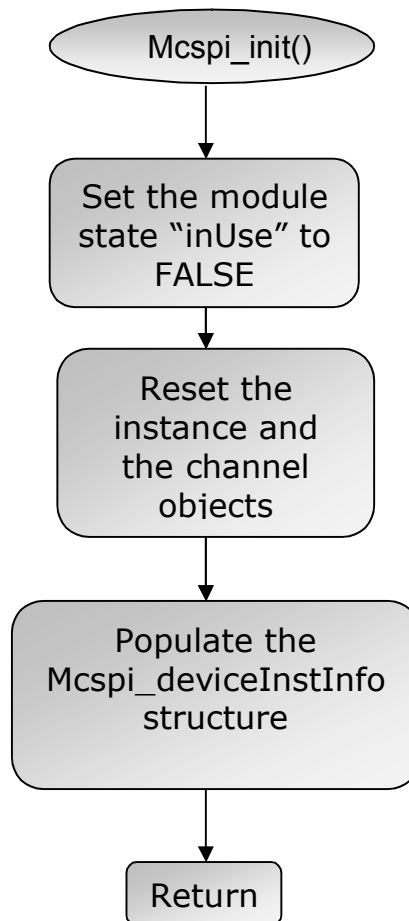 Mcspi_init()
Set the module
state “inUse” to
FALSE
Reset the
instance and
the channel
objects
Populate the
Mcspi_deviceInstInfo
structure
Return